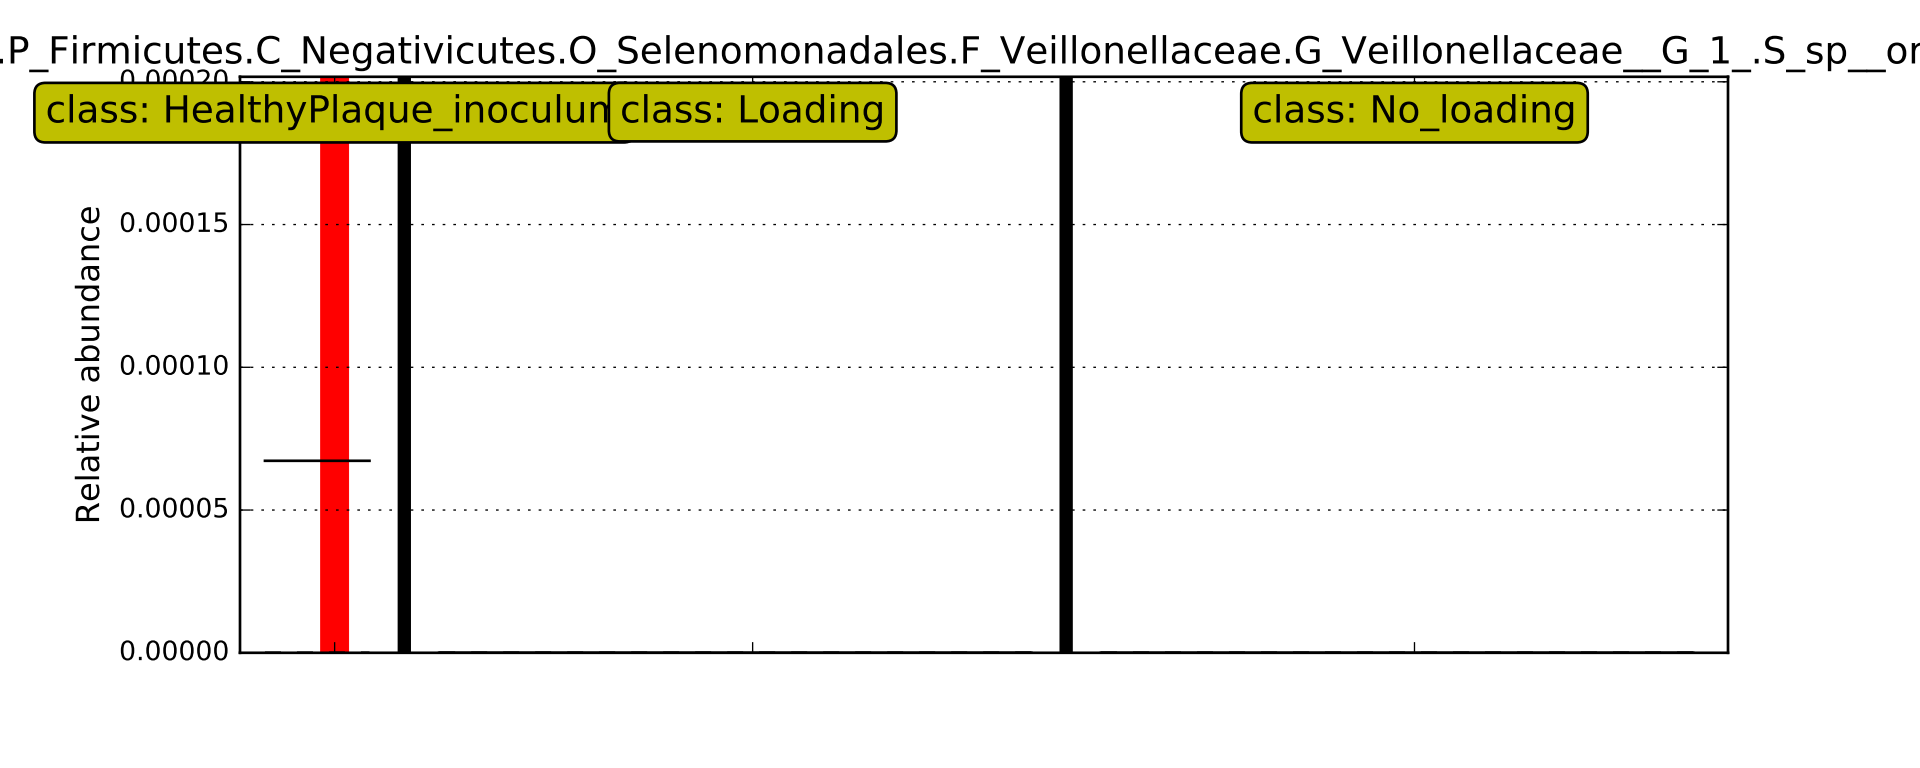 .P_Firmicutes.C_Negativicutes.O_Selenomonadales.F_Veillonellaceae.G_Veillonellaceae__G_1_.S_sp__or
0.00020
class: HealthyPlaque_inoculum
class: Loading
class: No_loading
0.00015
0.00010
0.00005
0.00000
Relative abundance